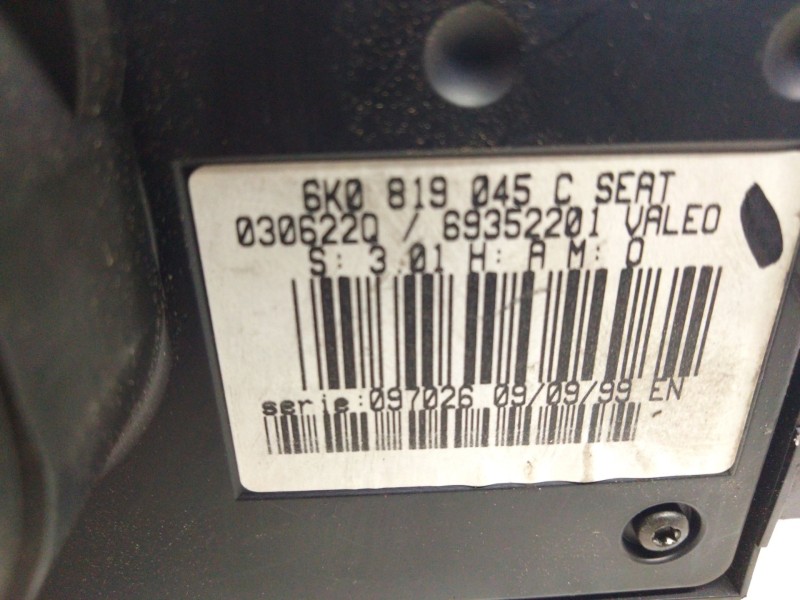 6K0 819 045 C SEAT
030622Q / 69352201 VALEO
S: 3.01 H: A M: 0
serie:097026 09/09/99 EN